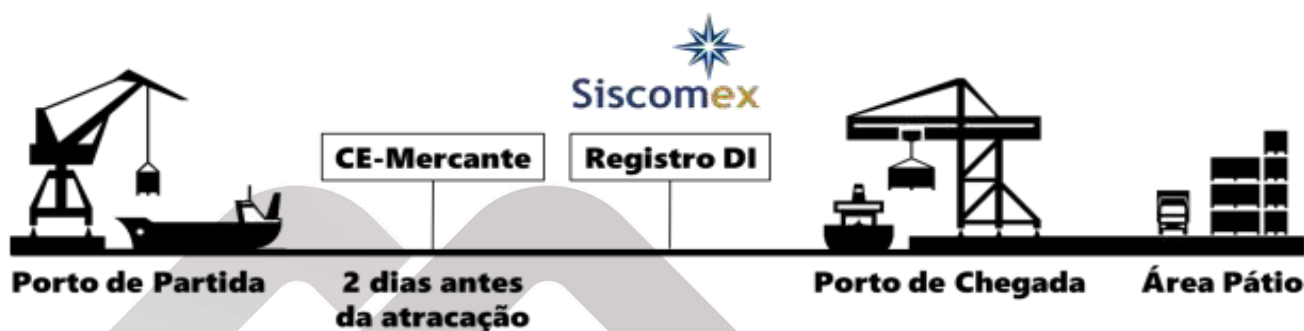 Siscomex
CE-Mercante
Registro DI
Porto de Partida
2 dias antes
da atracação
Porto de Chegada
Área Pátio